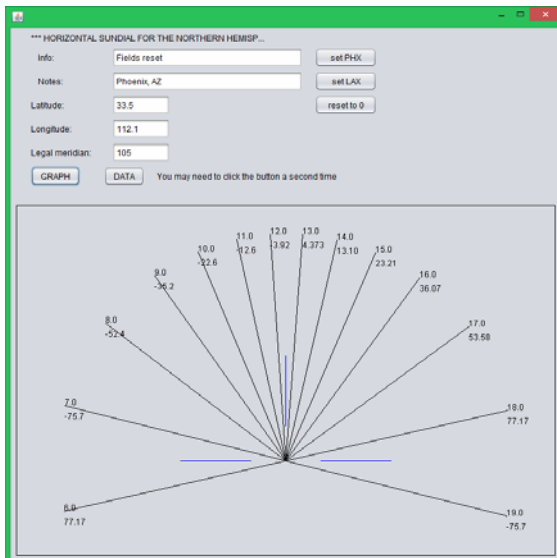 *** HORIZONTAL SUNDIAL FOR THE NORTHERN HEMISP...
Info: Fields reset set PHX
Notes: Phoenix, AZ set LAX
Latitude: 33.5 reset to 0
Longitude: 112.1
Legal meridian: 105
GRAPH DATA You may need to click the button a second time
12.0 13.0
-3.92 4.373
11.0 14.0
-12.6 13.10
10.0 15.0
-22.6 23.21
9.0 16.0
-35.2 36.07
8.0 17.0
-52.4 53.58
7.0 18.0
-75.7 77.17
6.0 19.0
77.17 -75.7